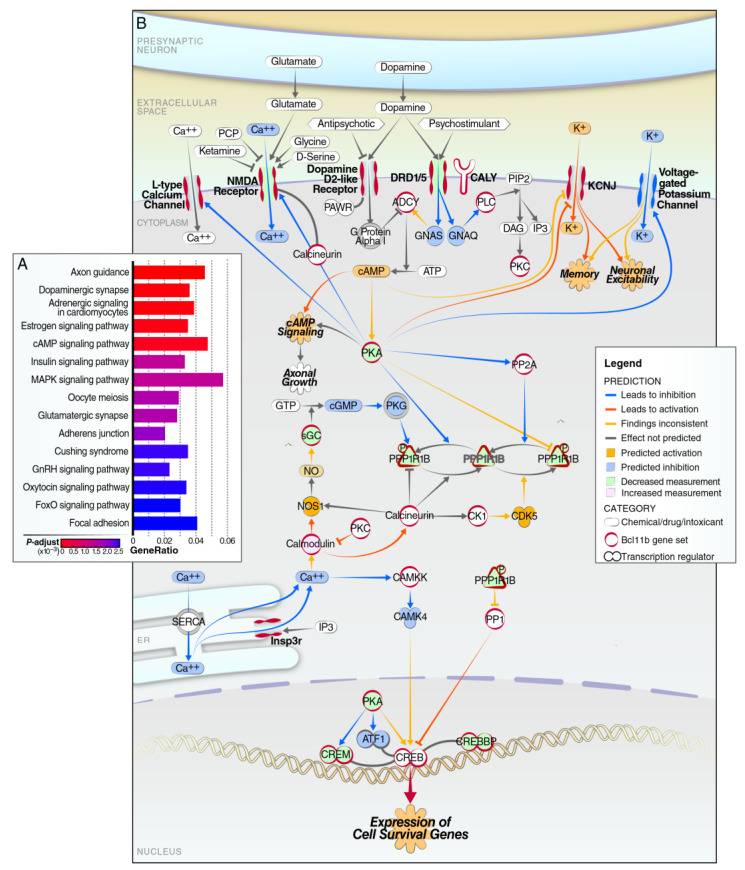 B
PRESYNAPTIC
NEURON
Glutamate
Dopamine
EXTRACELLULAR
SPACE
Glutamate
Dopamine
Ca++
PCP
Ca++
Glycine
Antipsychotic
Psychostimulant
K+
K+
Ketamine
D-Serine
L-type
Calcium
Channel
NMDA
Receptor
Dopamine
D2-like
Receptor
DRD1/5
CALY
PIP2
KCNJ
Voltage-
gated
Potassium
Channel
CYTOPLASM
PAWR
ADCY
PLC
Ca++
Ca++
G Protein
Alpha I
GNAS
GNAQ
DAG
IP3
K+
K+
Calcineurin
cAMP
ATP
PKC
Memory
Neuronal
Excitability
cAMP
Signaling
PKA
PP2A
Axonal
Growth
GTP
cGMP
PKG
sGC
P
PPP1R1B
PPP1R1B
P
PPP1R1B
NO
NOS1
PKC
Calcineurin
CK1
CDK5
Calmodulin
Ca++
Ca++
CAMKK
P
PPP1R1B
SERCA
CAMK4
PP1
ER
IP3
Insp3r
Ca++
PKA
ATF1
CREM
CREB
CREBBP
Expression of
Cell Survival Genes
NUCLEUS
A
Axon guidance
Dopaminergic synapse
Adrenergic signaling
in cardiomyocytes
Estrogen signaling pathway
cAMP signaling pathway
Insulin signaling pathway
MAPK signaling pathway
Oocyte meiosis
Glutamatergic synapse
Adherens junction
Cushing syndrome
GnRH signaling pathway
Oxytocin signaling pathway
FoxO signaling pathway
Focal adhesion
P-adjust
(x10⁻³)
0 0.5 1.0 1.5 2.0 2.5
0 0.02 0.04 0.06
GeneRatio
Legend
PREDICTION
Leads to inhibition
Leads to activation
Findings inconsistent
Effect not predicted
Predicted activation
Predicted inhibition
Decreased measurement
Increased measurement
CATEGORY
Chemical/drug/intoxicant
Bcl11b gene set
Transcription regulator